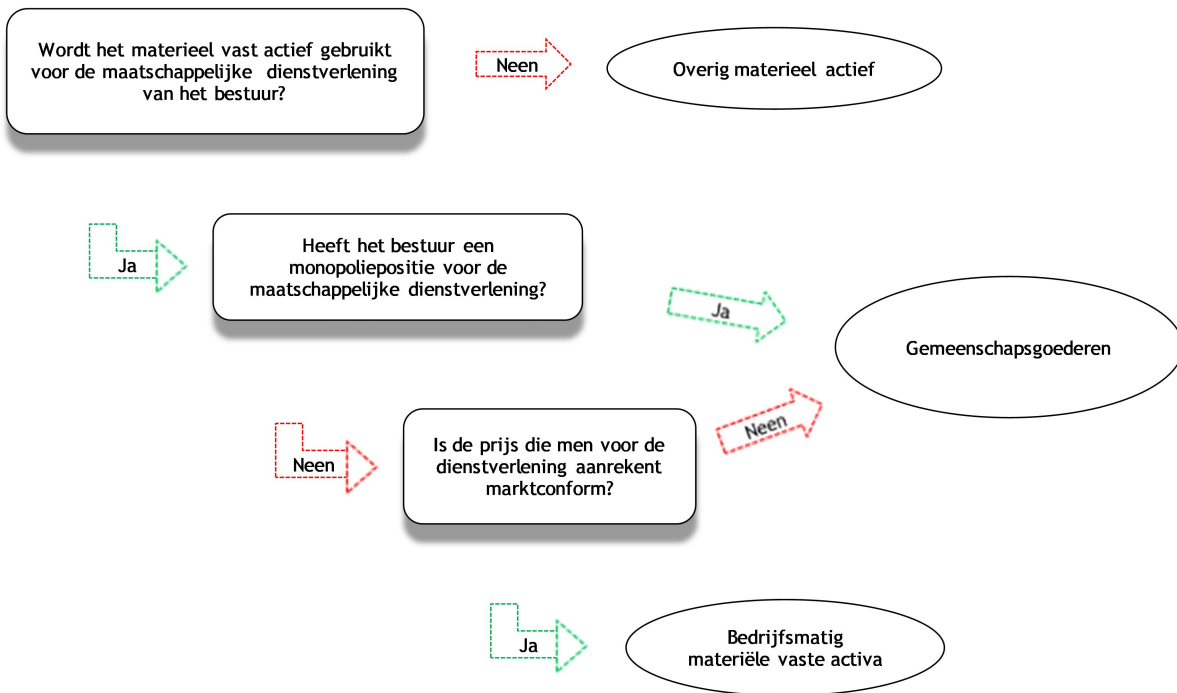 Wordt het materieel vast actief gebruikt
voor de maatschappelijke dienstverlening
van het bestuur?
Neen
Overig materieel actief
Ja
Heeft het bestuur een
monopoliepositie voor de
maatschappelijke dienstverlening?
Ja
Gemeenschapsgoederen
Neen
Is de prijs die men voor de
dienstverlening aanrekent
marktconform?
Neen
Ja
Bedrijfsmatig
materiële vaste activa